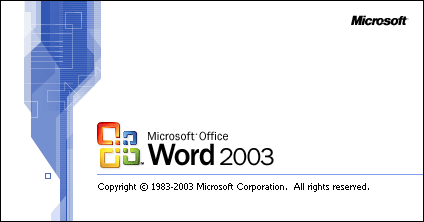 Microsoft®
Microsoft® Office
Word 2003
Copyright © 1983-2003 Microsoft Corporation.  All rights reserved.